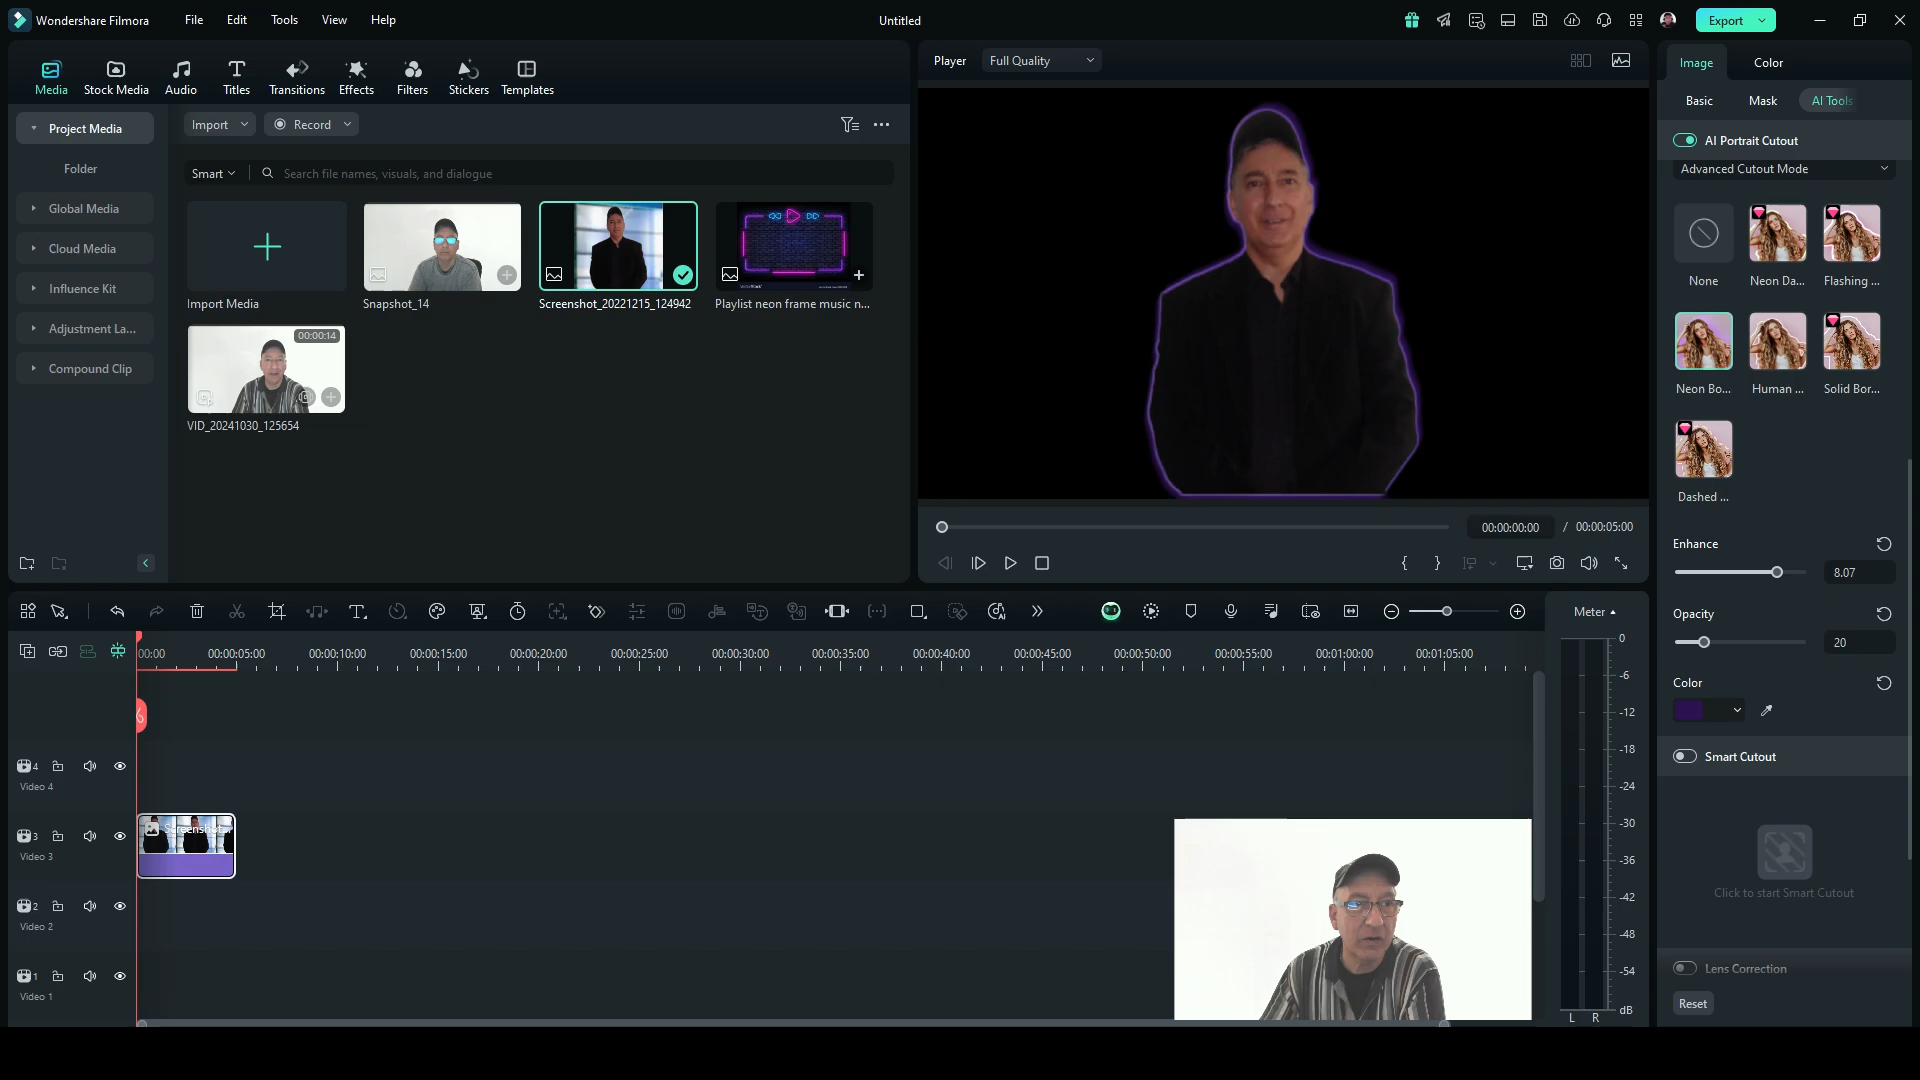 Wondershare Filmora
File
Edit
Tools
View
Help
Untitled
Export
Media
Stock Media
Audio
Titles
Transitions
Effects
Filters
Stickers
Templates
Player
Full Quality
Image
Color
Basic
Mask
AI Tools
Project Media
Folder
Global Media
Cloud Media
Influence Kit
Adjustment La...
Compound Clip
Import
Record
Smart
Search file names, visuals, and dialogue
Import Media
Snapshot_14
Screenshot_20221215_124942
Playlist neon frame music n...
00:00:14
VID_20241030_125654
00:00:00:00
/
00:00:05:00
AI Portrait Cutout
Advanced Cutout Mode
None
Neon Da...
Flashing ...
Neon Bo...
Human ...
Solid Bor...
Dashed ...
Enhance
8.07
Opacity
20
Color
Smart Cutout
Click to start Smart Cutout
Lens Correction
Reset
Meter
00:00
00:00:05:00
00:00:10:00
00:00:15:00
00:00:20:00
00:00:25:00
00:00:30:00
00:00:35:00
00:00:40:00
00:00:45:00
00:00:50:00
00:00:55:00
00:01:00:00
00:01:05:00
4
Video 4
3
Video 3
Screenshot...
2
Video 2
1
Video 1
0
-6
-12
-18
-24
-30
-36
-42
-48
-54
dB
L
R